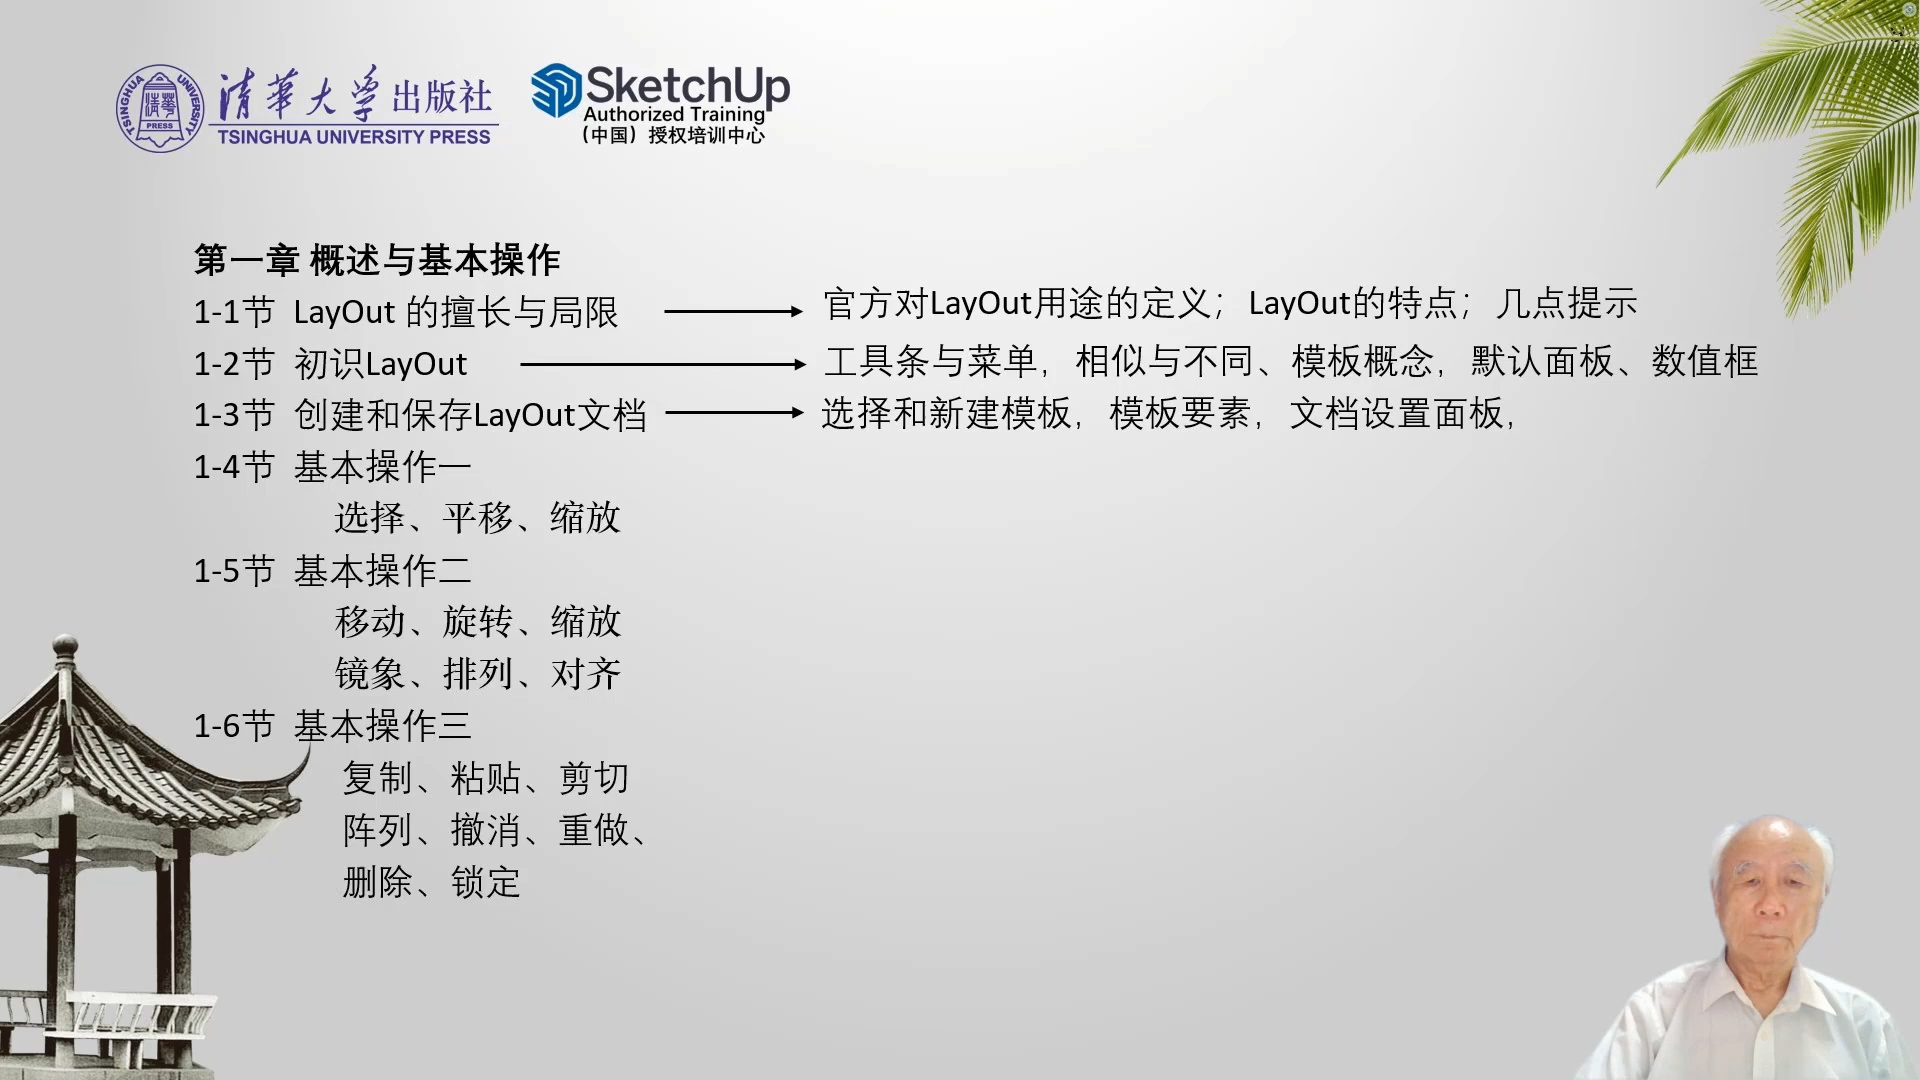 清華大学出版社
TSINGHUA UNIVERSITY PRESS
TSINGHUA UNIVERSITY
PRESS
SketchUp
Authorized Training
（中国）授权培训中心
第一章 概述与基本操作
1-1节 LayOut 的擅长与局限
官方对LayOut用途的定义；LayOut的特点；几点提示
1-2节 初识LayOut
工具条与菜单，相似与不同、模板概念，默认面板、数值框
1-3节 创建和保存LayOut文档
选择和新建模板，模板要素，文档设置面板，
1-4节 基本操作一
选择、平移、缩放
1-5节 基本操作二
移动、旋转、缩放
镜象、排列、对齐
1-6节 基本操作三
复制、粘贴、剪切
阵列、撤消、重做、
删除、锁定